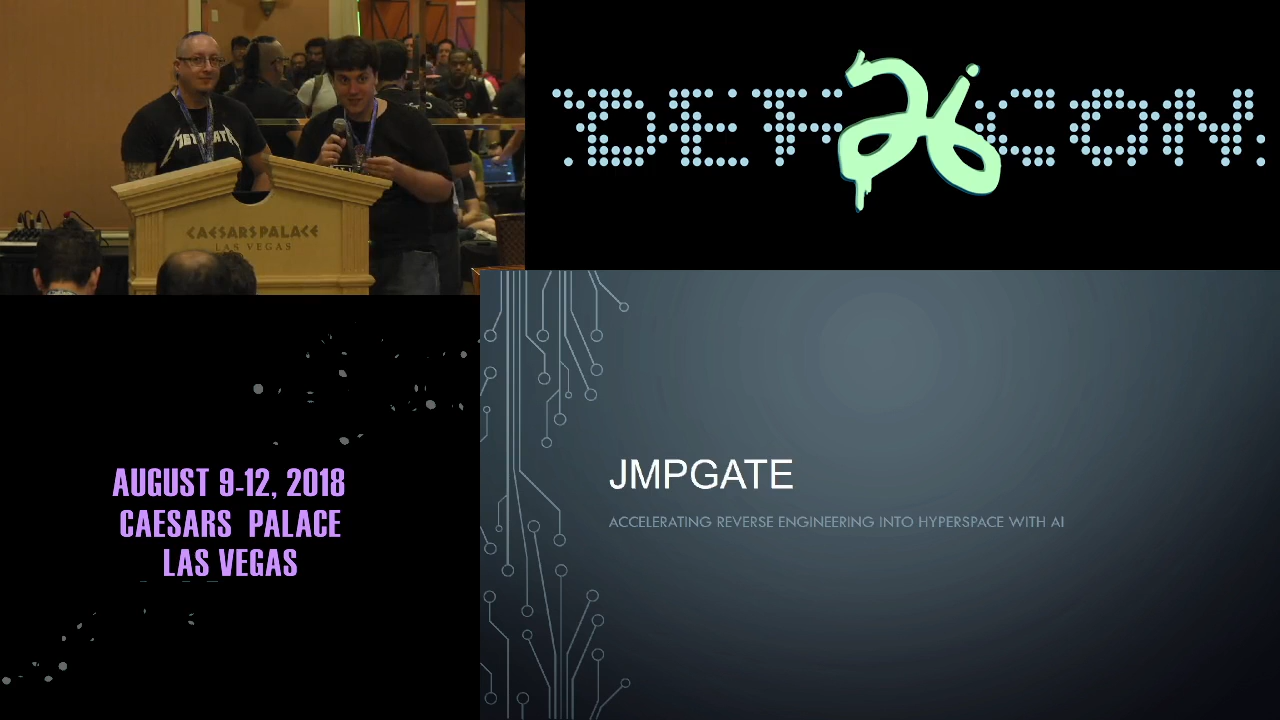 CAESARS PALACE
LAS VEGAS
DEF 26 CON
JMPGATE
ACCELERATING REVERSE ENGINEERING INTO HYPERSPACE WITH AI
AUGUST 9-12, 2018
CAESARS PALACE
LAS VEGAS